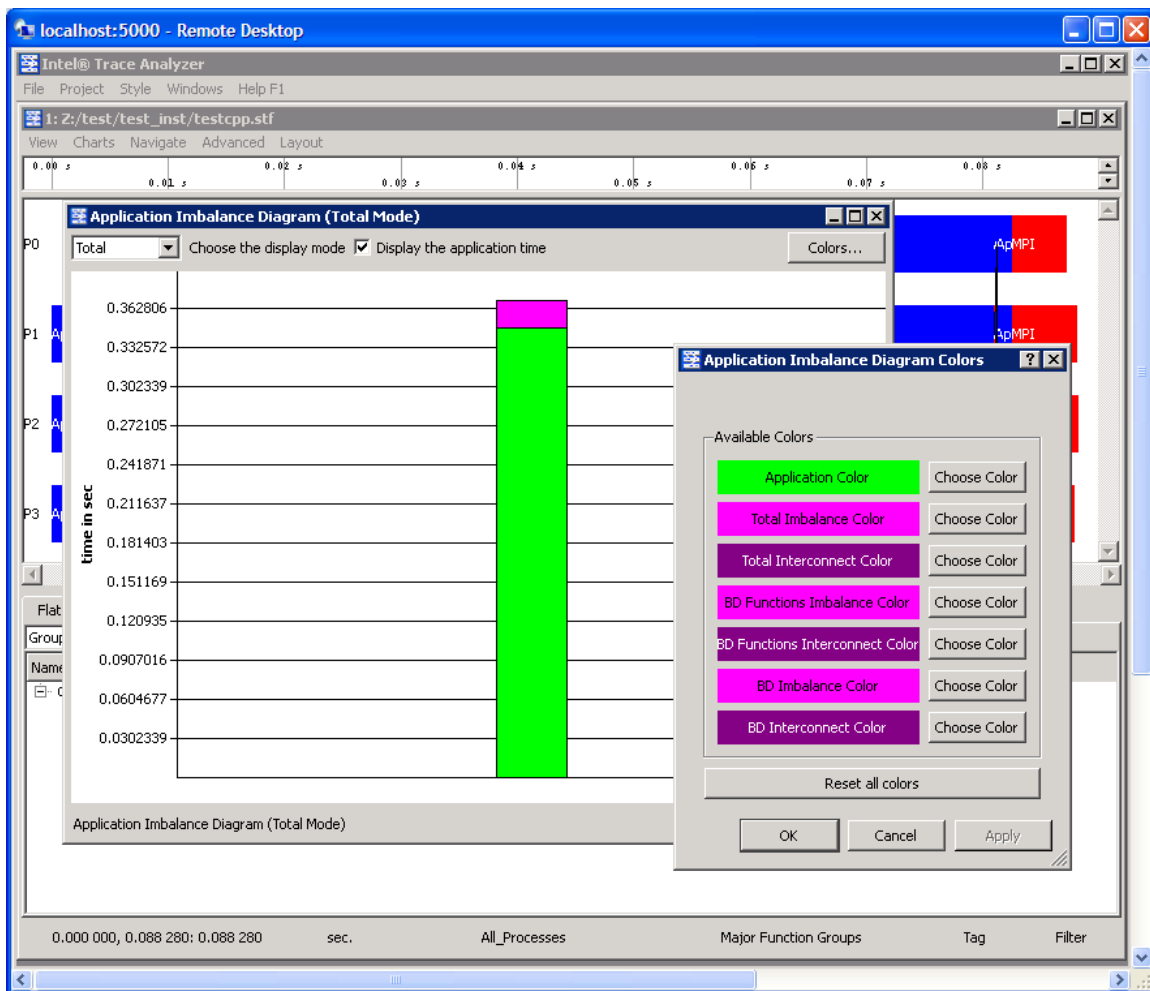 localhost:5000 - Remote Desktop
Intel® Trace Analyzer
File Project Style Windows Help F1
1: Z:/test/test_inst/testcpp.stf
View Charts Navigate Advanced Layout
0.00 s 0.02 s 0.04 s 0.06 s 0.08 s
0.01 s 0.03 s 0.05 s 0.07 s
Application Imbalance Diagram (Total Mode)
P0 Total Choose the display mode Display the application time Colors... ApMPI
0.362806
P1 Ap ApMPI
0.332572
Application Imbalance Diagram Colors
0.302339
P2 Ap
0.272105
Available Colors
0.241871
Application Color Choose Color
time in sec
0.211637
P3 Ap
Total Imbalance Color Choose Color
0.181403
Total Interconnect Color Choose Color
0.151169
Flat
BD Functions Imbalance Color Choose Color
0.120935
Group
BD Functions Interconnect Color Choose Color
0.0907016
Name
BD Imbalance Color Choose Color
0.0604677
BD Interconnect Color Choose Color
0.0302339
Reset all colors
Application Imbalance Diagram (Total Mode)
OK Cancel Apply
0.000 000, 0.088 280: 0.088 280 sec. All_Processes Major Function Groups Tag Filter